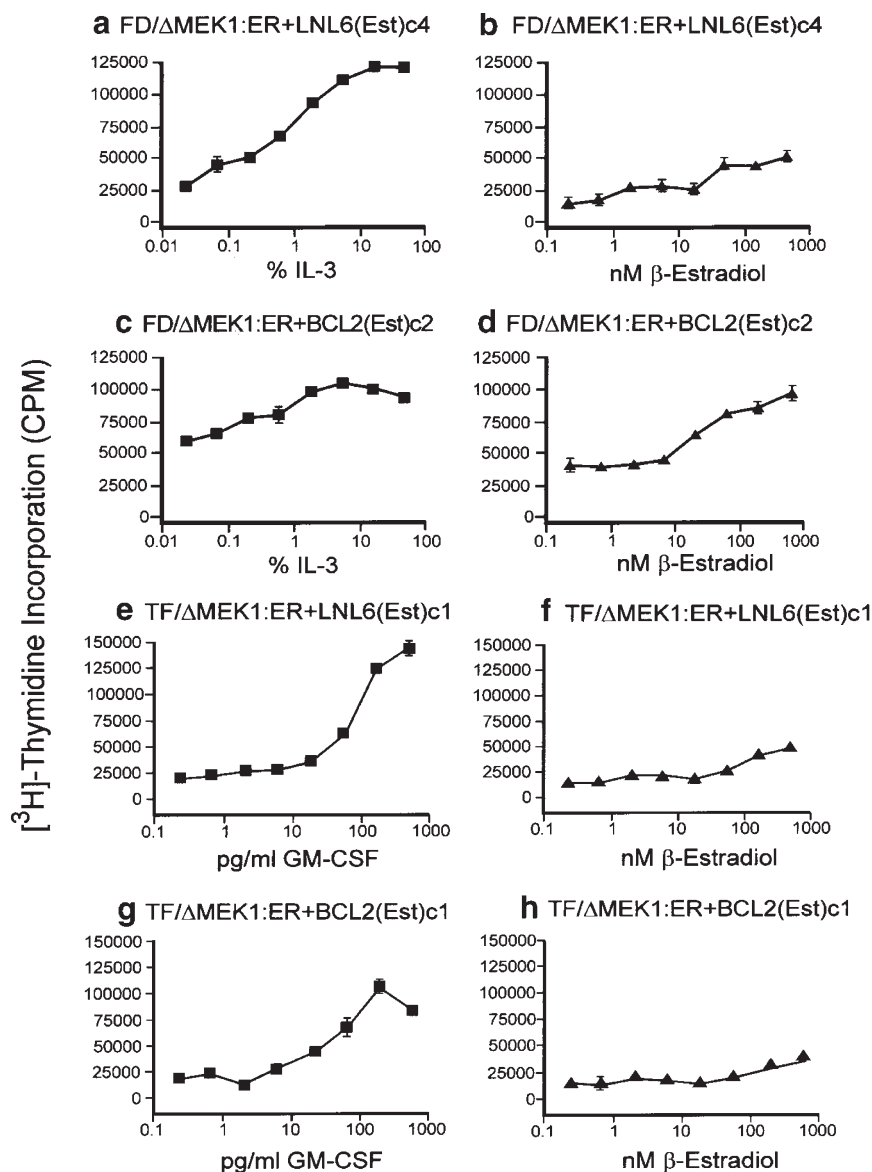 [³H]-Thymidine Incorporation (CPM)
a FD/ΔMEK1:ER+LNL6(Est)c4
125000
100000
75000
50000
25000
0
0.01 0.1 1 10 100
% IL-3
b FD/ΔMEK1:ER+LNL6(Est)c4
125000
100000
75000
50000
25000
0
0.1 1 10 100 1000
nM β-Estradiol
c FD/ΔMEK1:ER+BCL2(Est)c2
125000
100000
75000
50000
25000
0
0.01 0.1 1 10 100
% IL-3
d FD/ΔMEK1:ER+BCL2(Est)c2
125000
100000
75000
50000
25000
0
0.1 1 10 100 1000
nM β-Estradiol
e TF/ΔMEK1:ER+LNL6(Est)c1
150000
125000
100000
75000
50000
25000
0
0.1 1 10 100 1000
pg/ml GM-CSF
f TF/ΔMEK1:ER+LNL6(Est)c1
150000
125000
100000
75000
50000
25000
0
0.1 1 10 100 1000
nM β-Estradiol
g TF/ΔMEK1:ER+BCL2(Est)c1
150000
125000
100000
75000
50000
25000
0
0.1 1 10 100 1000
pg/ml GM-CSF
h TF/ΔMEK1:ER+BCL2(Est)c1
150000
125000
100000
75000
50000
25000
0
0.1 1 10 100 1000
nM β-Estradiol